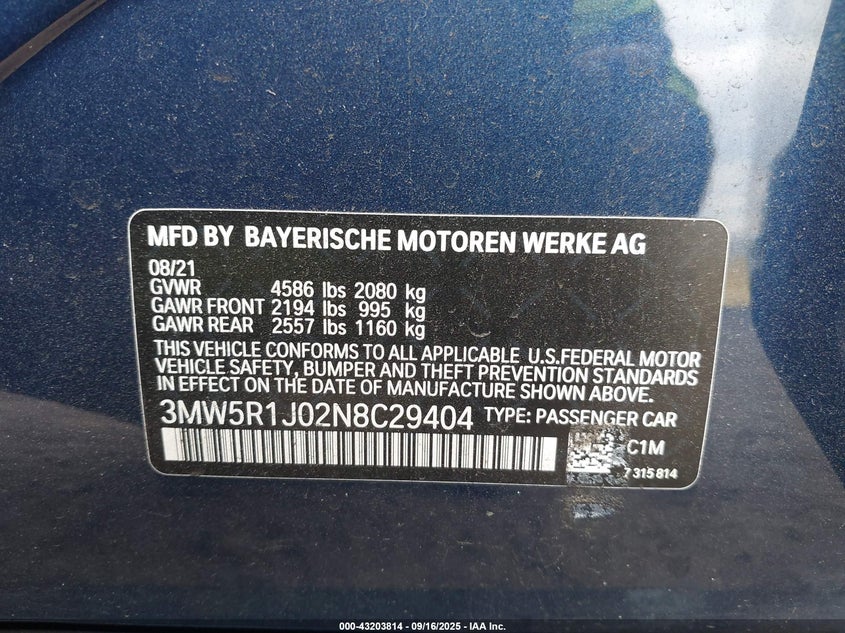 MFD BY BAYERISCHE MOTOREN WERKE AG
08/21
GVWR 4586 lbs 2080 kg
GAWR FRONT 2194 lbs 995 kg
GAWR REAR 2557 lbs 1160 kg
THIS VEHICLE CONFORMS TO ALL APPLICABLE U.S.FEDERAL MOTOR
VEHICLE SAFETY, BUMPER AND THEFT PREVENTION STANDARDS
IN EFFECT ON THE DATE OF MANUFACTURE SHOWN ABOVE.
3MW5R1J02N8C29404 TYPE: PASSENGER CAR
C1M
7 315 814
000-43203814 - 09/16/2025 - IAA Inc.